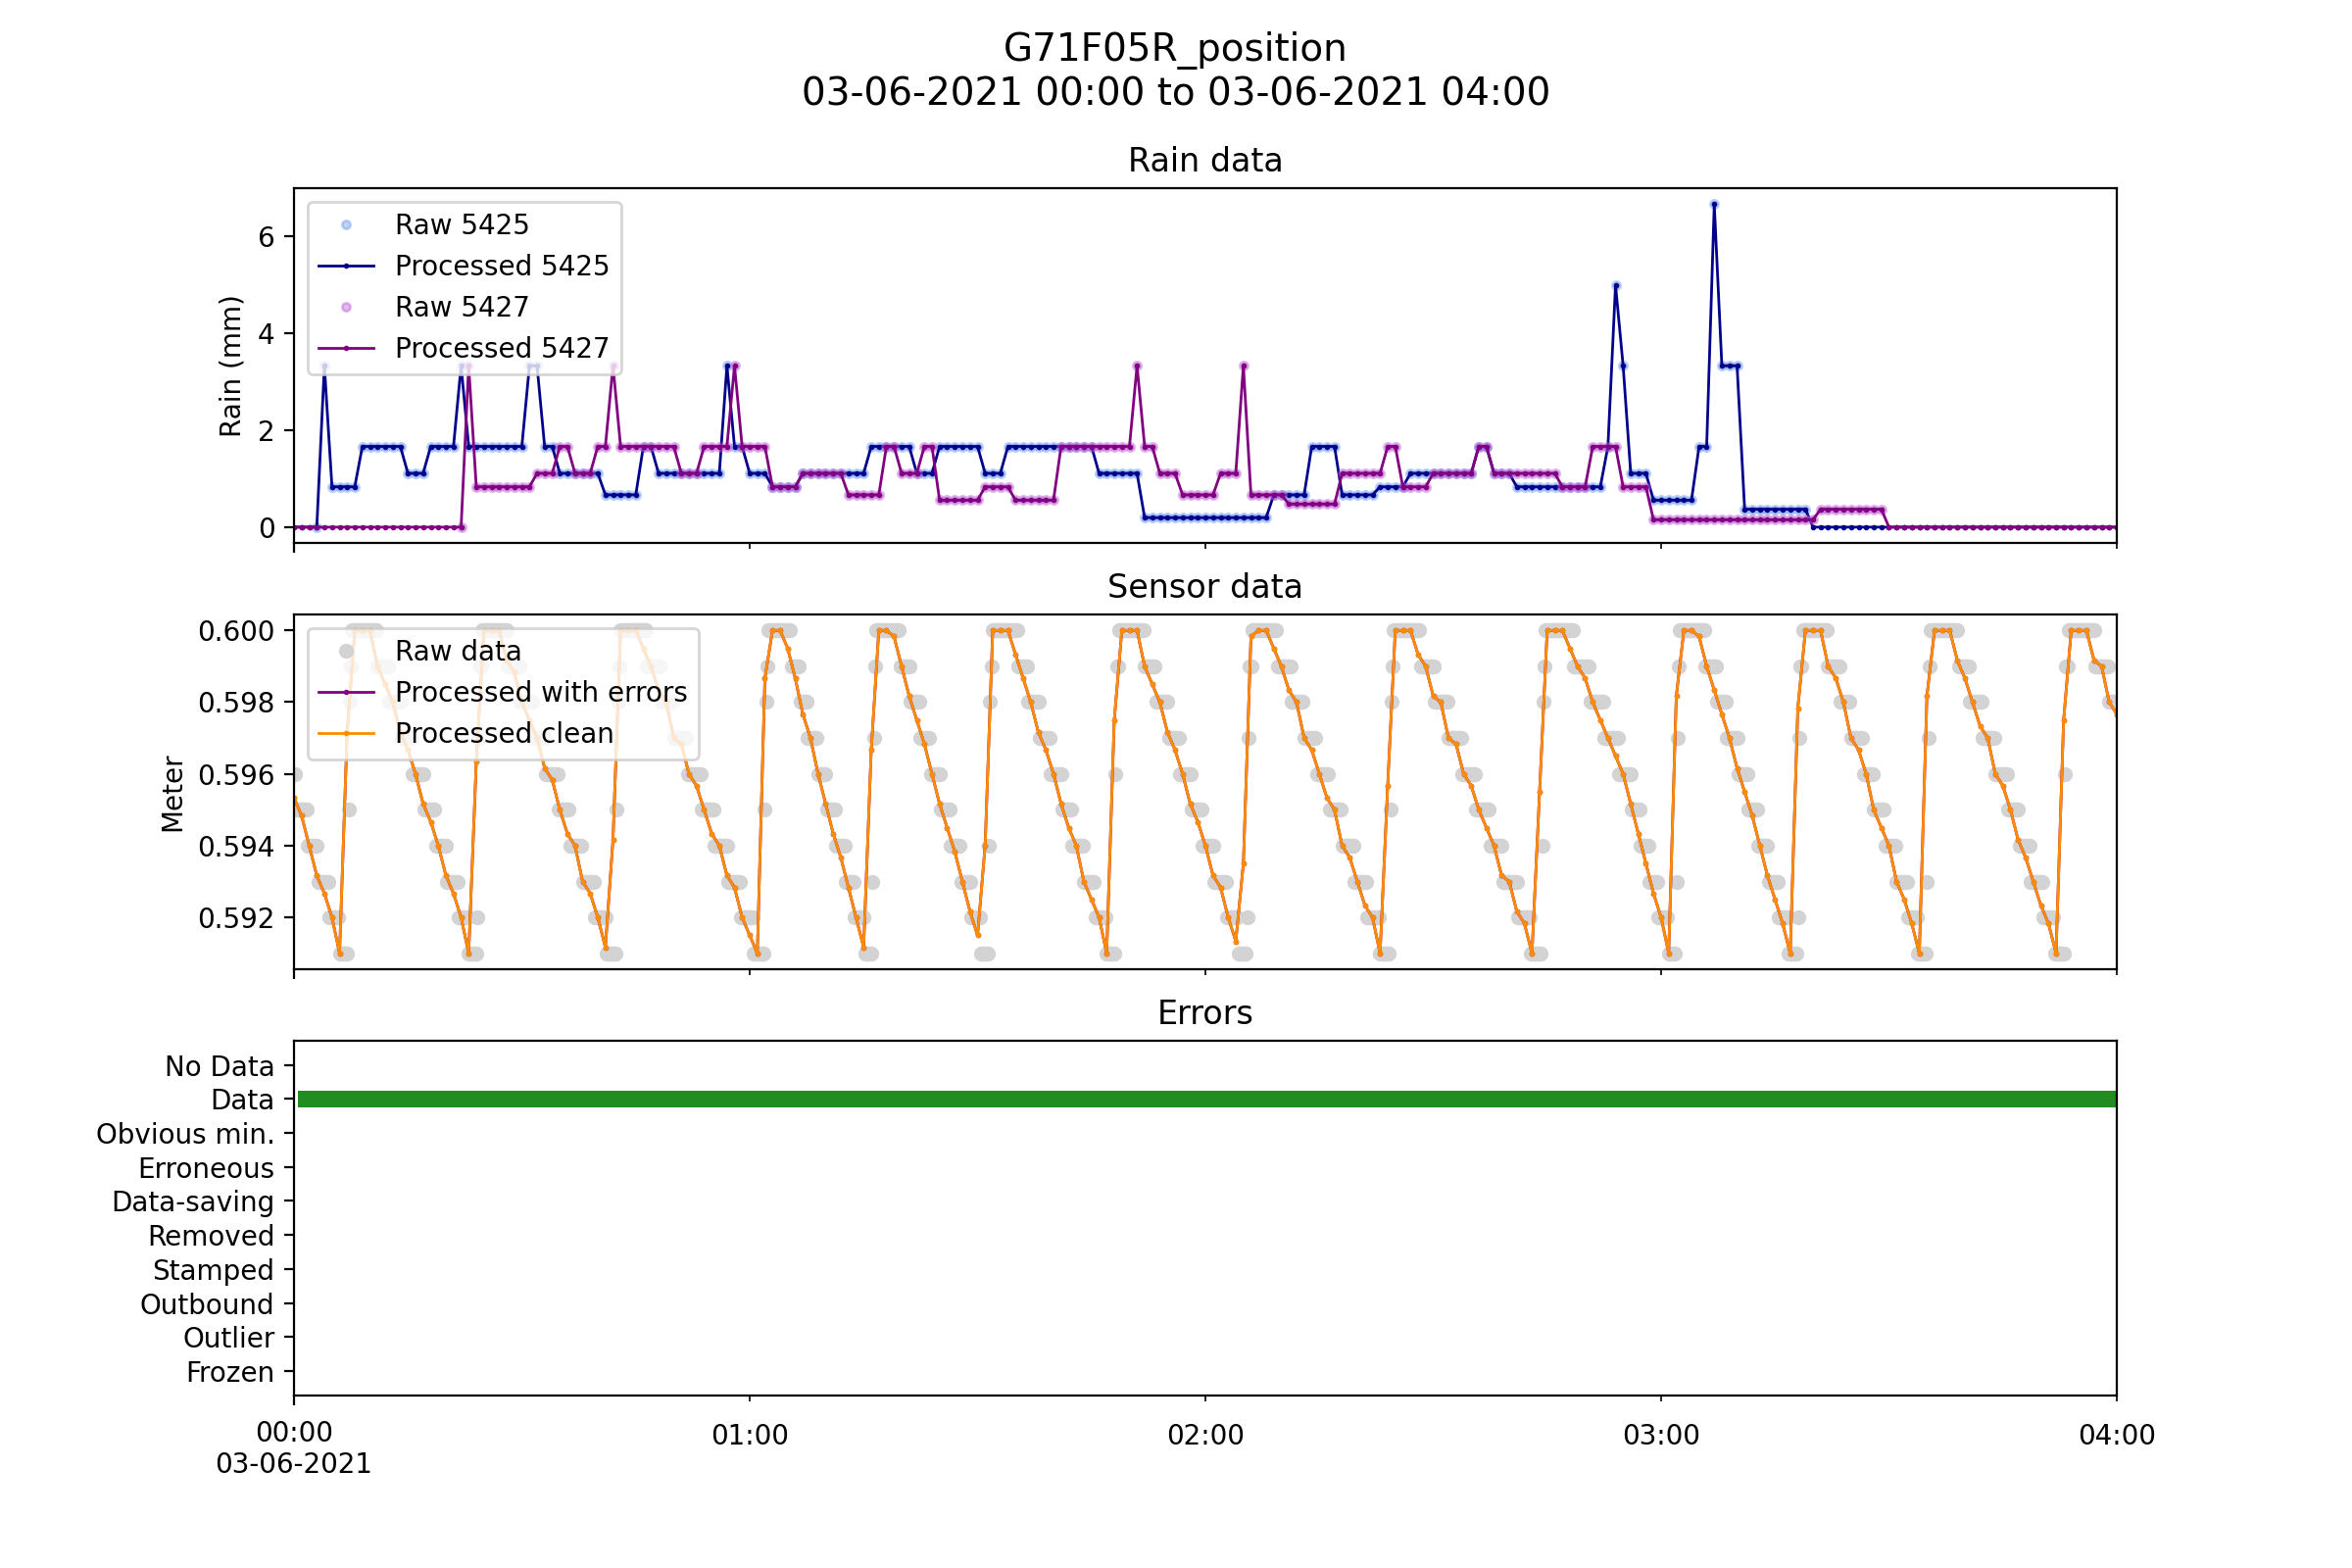 G71F05R_position
03-06-2021 00:00 to 03-06-2021 04:00
Rain data
Rain (mm)
6
4
2
0
Raw 5425
Processed 5425
Raw 5427
Processed 5427
Sensor data
Meter
0.600
0.598
0.596
0.594
0.592
Raw data
Processed with errors
Processed clean
Errors
No Data
Data
Obvious min.
Erroneous
Data-saving
Removed
Stamped
Outbound
Outlier
Frozen
00:00
03-06-2021
01:00
02:00
03:00
04:00